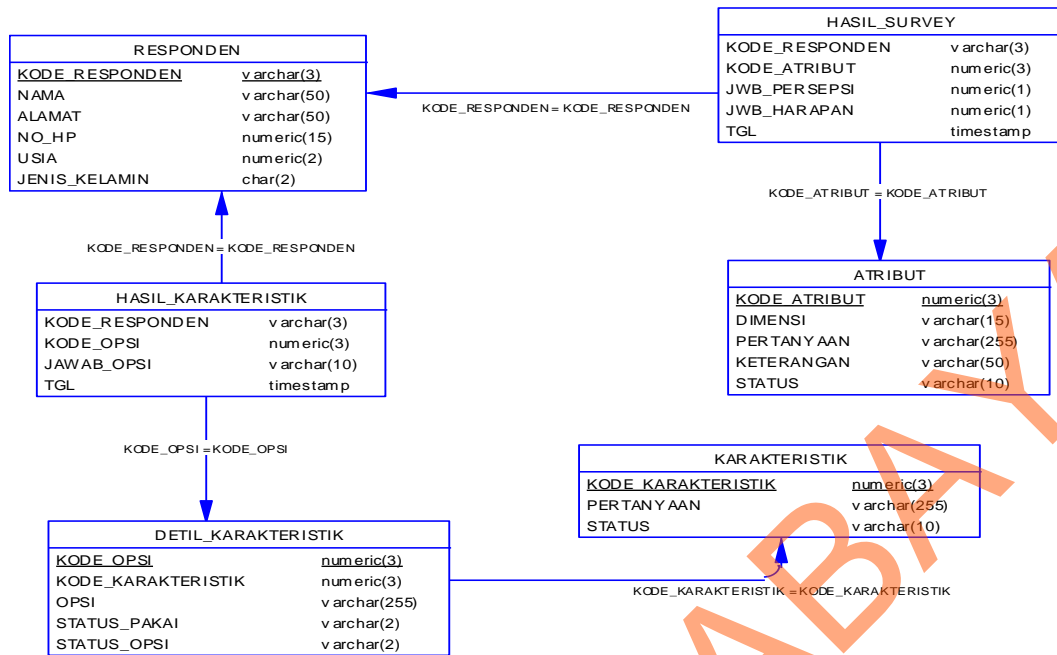 RESPONDEN
KODE_RESPONDEN varchar(3)
NAMA varchar(50)
ALAMAT varchar(50)
NO_HP numeric(15)
USIA numeric(2)
JENIS_KELAMIN char(2)
HASIL_SURVEY
KODE_RESPONDEN varchar(3)
KODE_ATRIBUT numeric(3)
JWB_PERSEPSI numeric(1)
JWB_HARAPAN numeric(1)
TGL timestamp
KODE_RESPONDEN = KODE_RESPONDEN
KODE_ATRIBUT = KODE_ATRIBUT
KODE_RESPONDEN = KODE_RESPONDEN
HASIL_KARAKTERISTIK
KODE_RESPONDEN varchar(3)
KODE_OPSI numeric(3)
JAWAB_OPSI varchar(10)
TGL timestamp
ATRIBUT
KODE_ATRIBUT numeric(3)
DIMENSI varchar(15)
PERTANYAAN varchar(255)
KETERANGAN varchar(50)
STATUS varchar(10)
KODE_OPSI = KODE_OPSI
KARAKTERISTIK
KODE_KARAKTERISTIK numeric(3)
PERTANYAAN varchar(255)
STATUS varchar(10)
DETIL_KARAKTERISTIK
KODE_OPSI numeric(3)
KODE_KARAKTERISTIK numeric(3)
OPSI varchar(255)
STATUS_PAKAI varchar(2)
STATUS_OPSI varchar(2)
KODE_KARAKTERISTIK = KODE_KARAKTERISTIK
ABAY